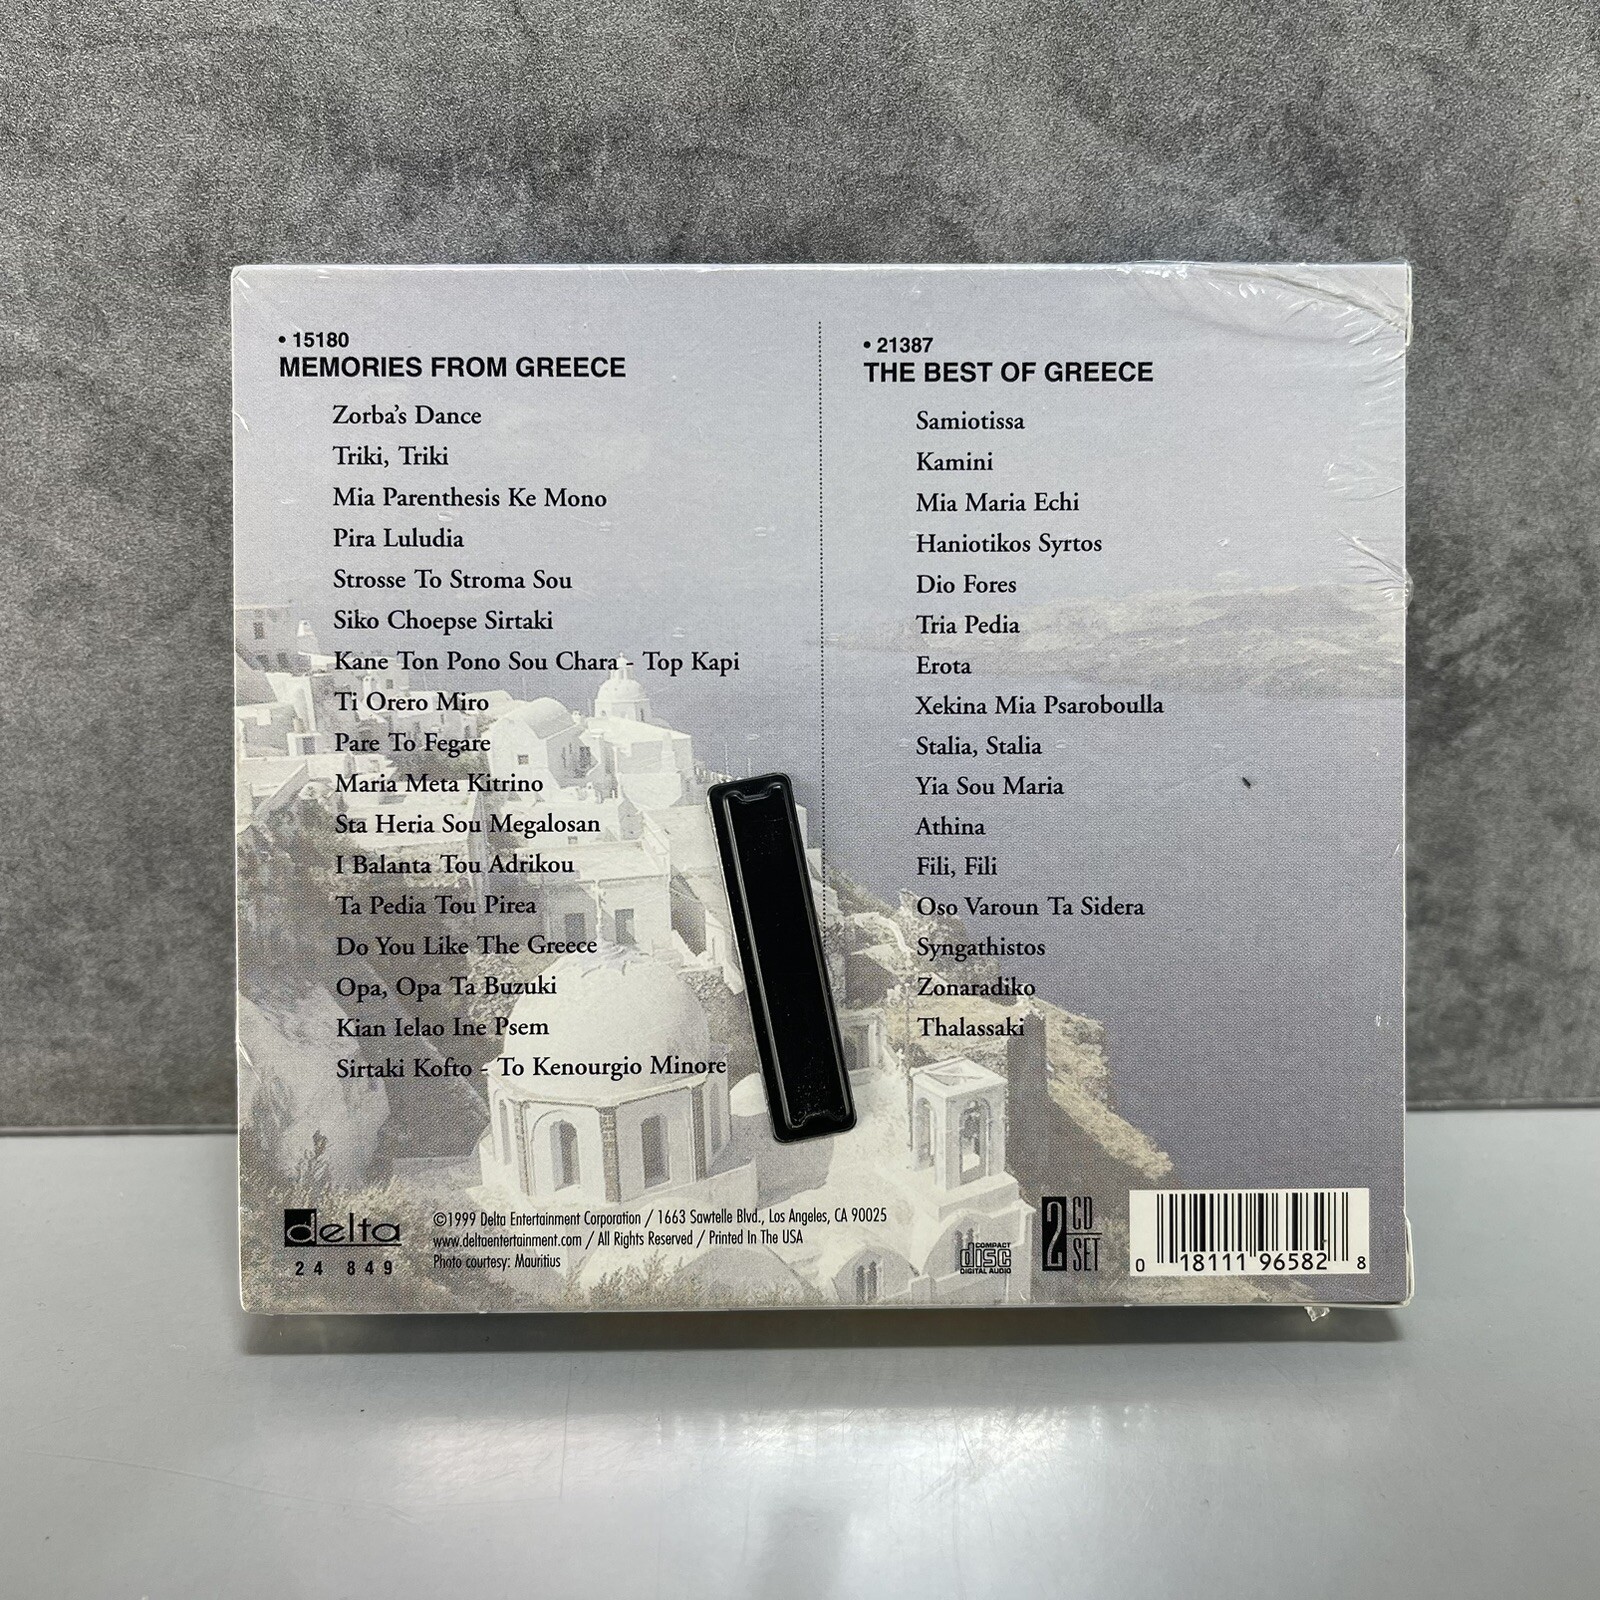 • 15180
MEMORIES FROM GREECE
Zorba's Dance
Triki, Triki
Mia Parenthesis Ke Mono
Pira Luludia
Strosse To Stroma Sou
Siko Choepse Sirtaki
Kane Ton Pono Sou Chara - Top Kapi
Ti Orero Miro
Pare To Fegare
Maria Meta Kitrino
Sta Heria Sou Megalosan
I Balanta Tou Adrikou
Ta Pedia Tou Pirea
Do You Like The Greece
Opa, Opa Ta Buzuki
Kian Ielao Ine Psem
Sirtaki Kofto - To Kenourgio Minore
• 21387
THE BEST OF GREECE
Samiotissa
Kamini
Mia Maria Echi
Haniotikos Syrtos
Dio Fores
Tria Pedia
Erota
Xekina Mia Psaroboulla
Stalia, Stalia
Yia Sou Maria
Athina
Fili, Fili
Oso Varoun Ta Sidera
Syngathistos
Zonaradiko
Thalassaki
delta
24 849
©1999 Delta Entertainment Corporation / 1663 Sawtelle Blvd., Los Angeles, CA 90025
www.deltaentertainment.com / All Rights Reserved / Printed In The USA
Photo courtesy: Mauritius
COMPACT
disc
DIGITAL AUDIO
2 CD SET
0 18111 96582 8